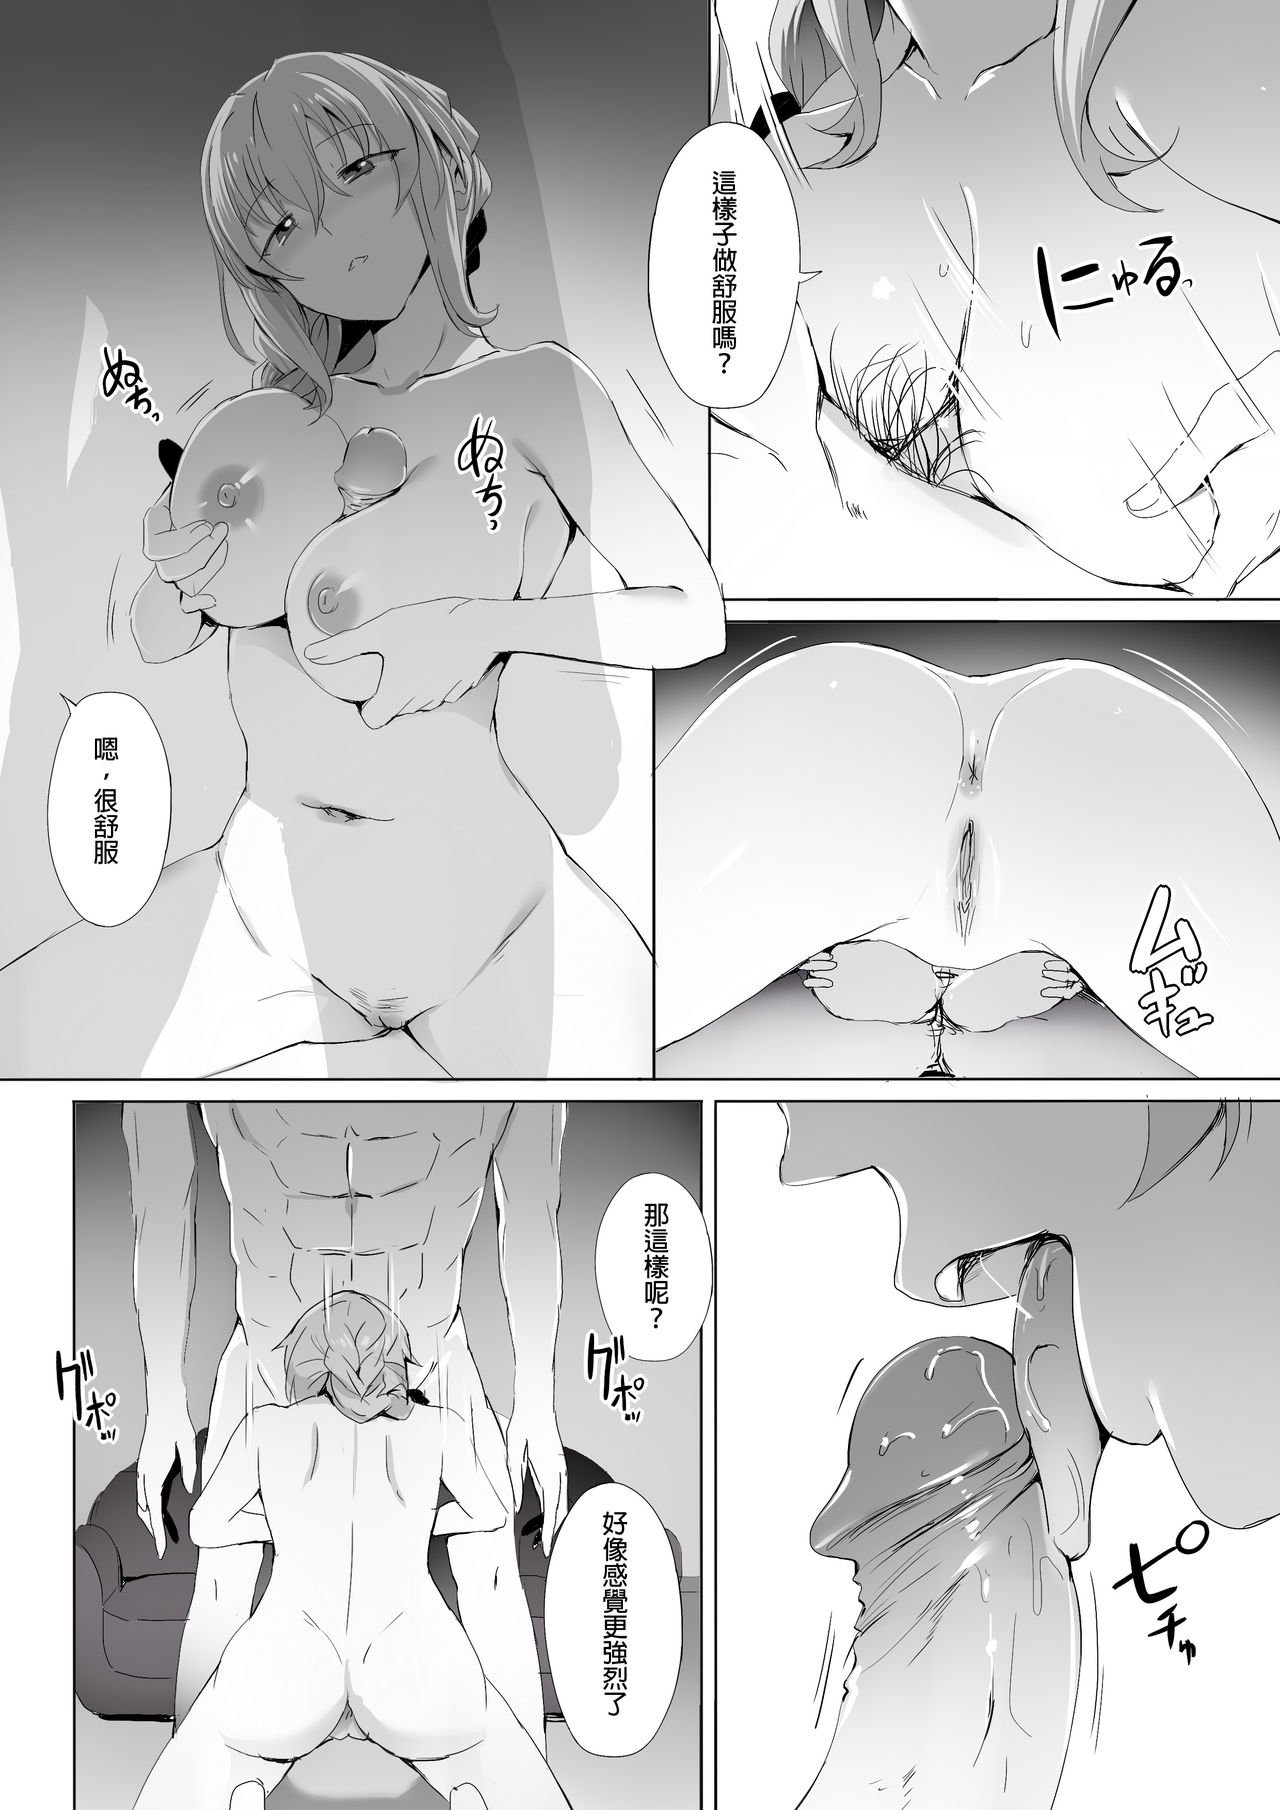 這樣子做舒服嗎？
にゅるっ
ぬちっ
ぬちっ
嗯，很舒服
ムギュ
ピチゅ
那這樣呢？
グポッ
グポッ
好像感覺更強烈了